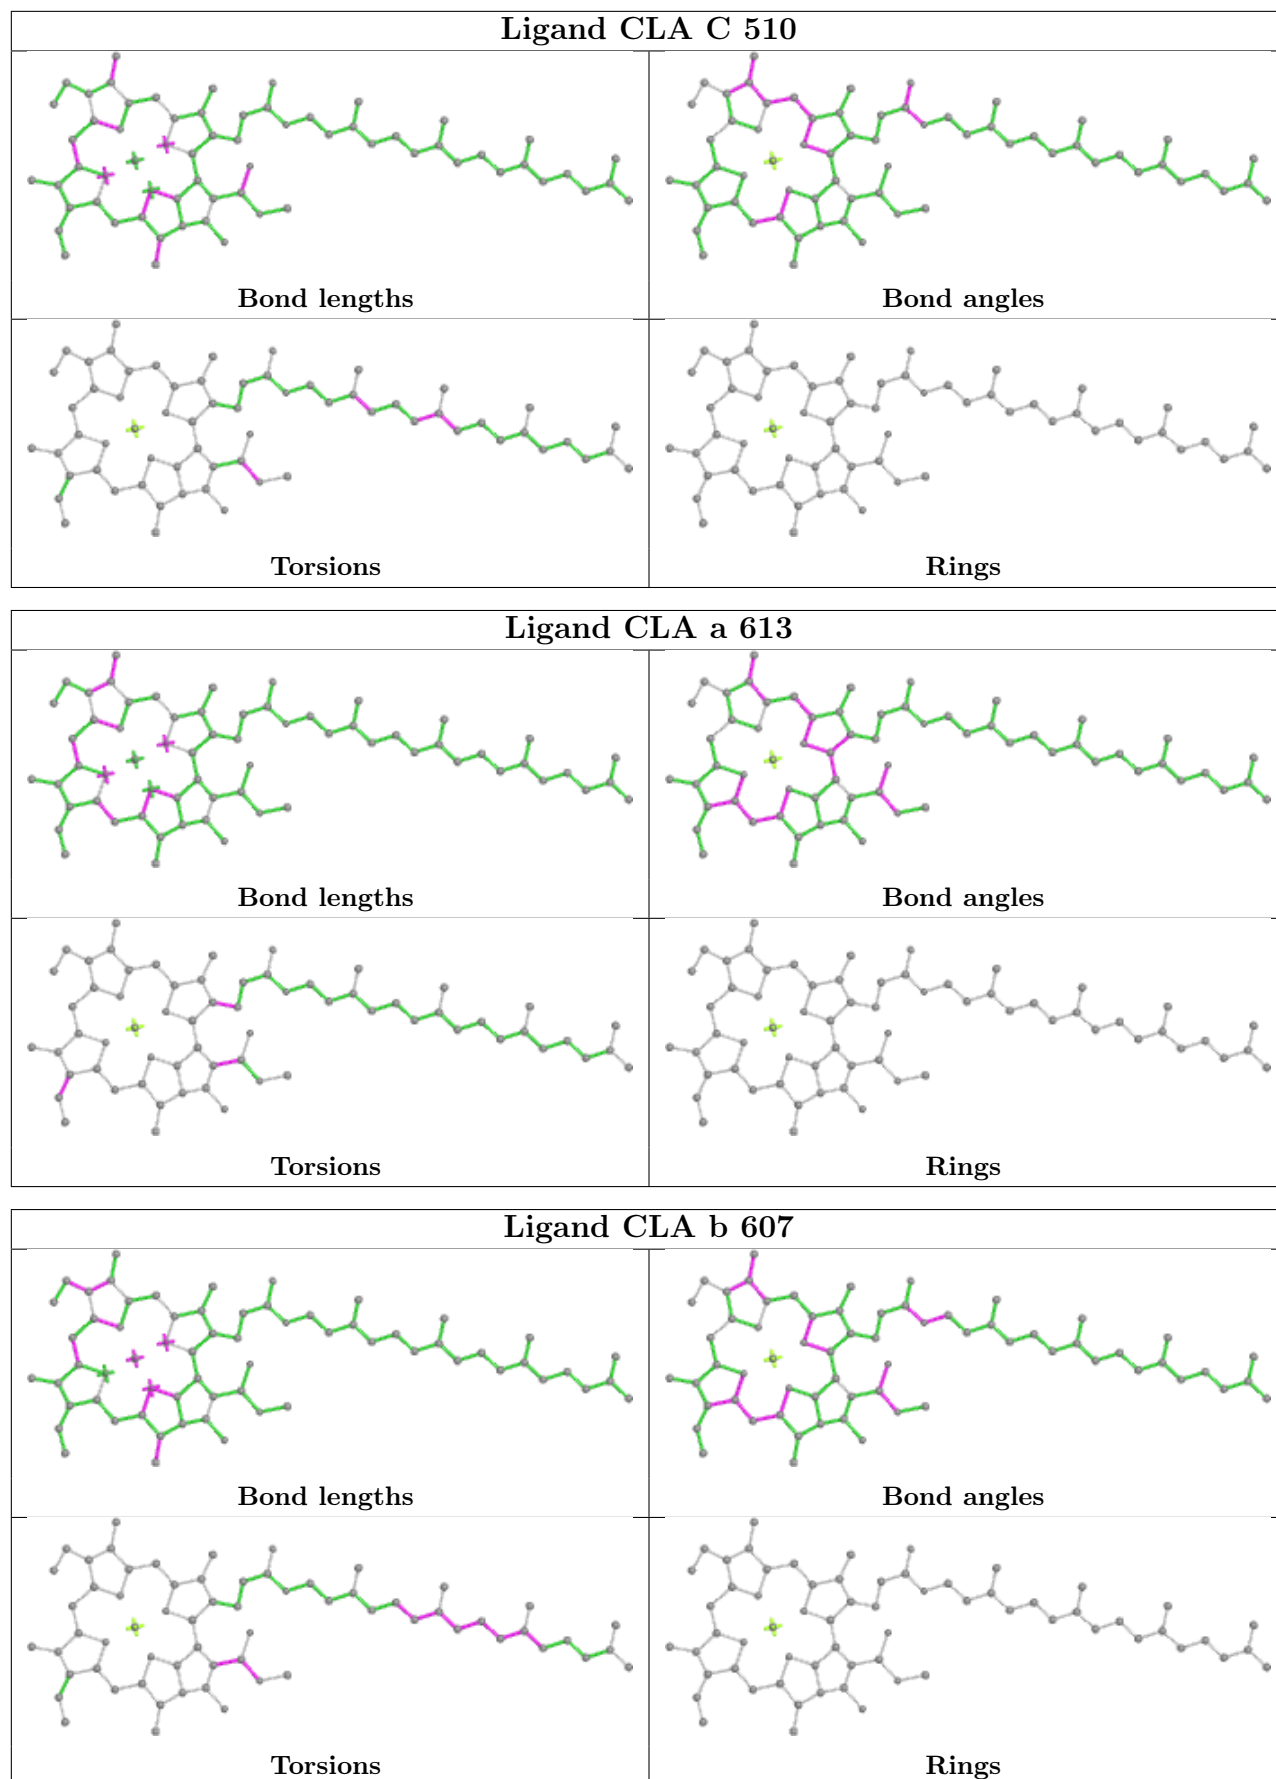 Ligand CLA C 510
Bond lengths
Bond angles
Torsions
Rings
Ligand CLA a 613
Bond lengths
Bond angles
Torsions
Rings
Ligand CLA b 607
Bond lengths
Bond angles
Torsions
Rings